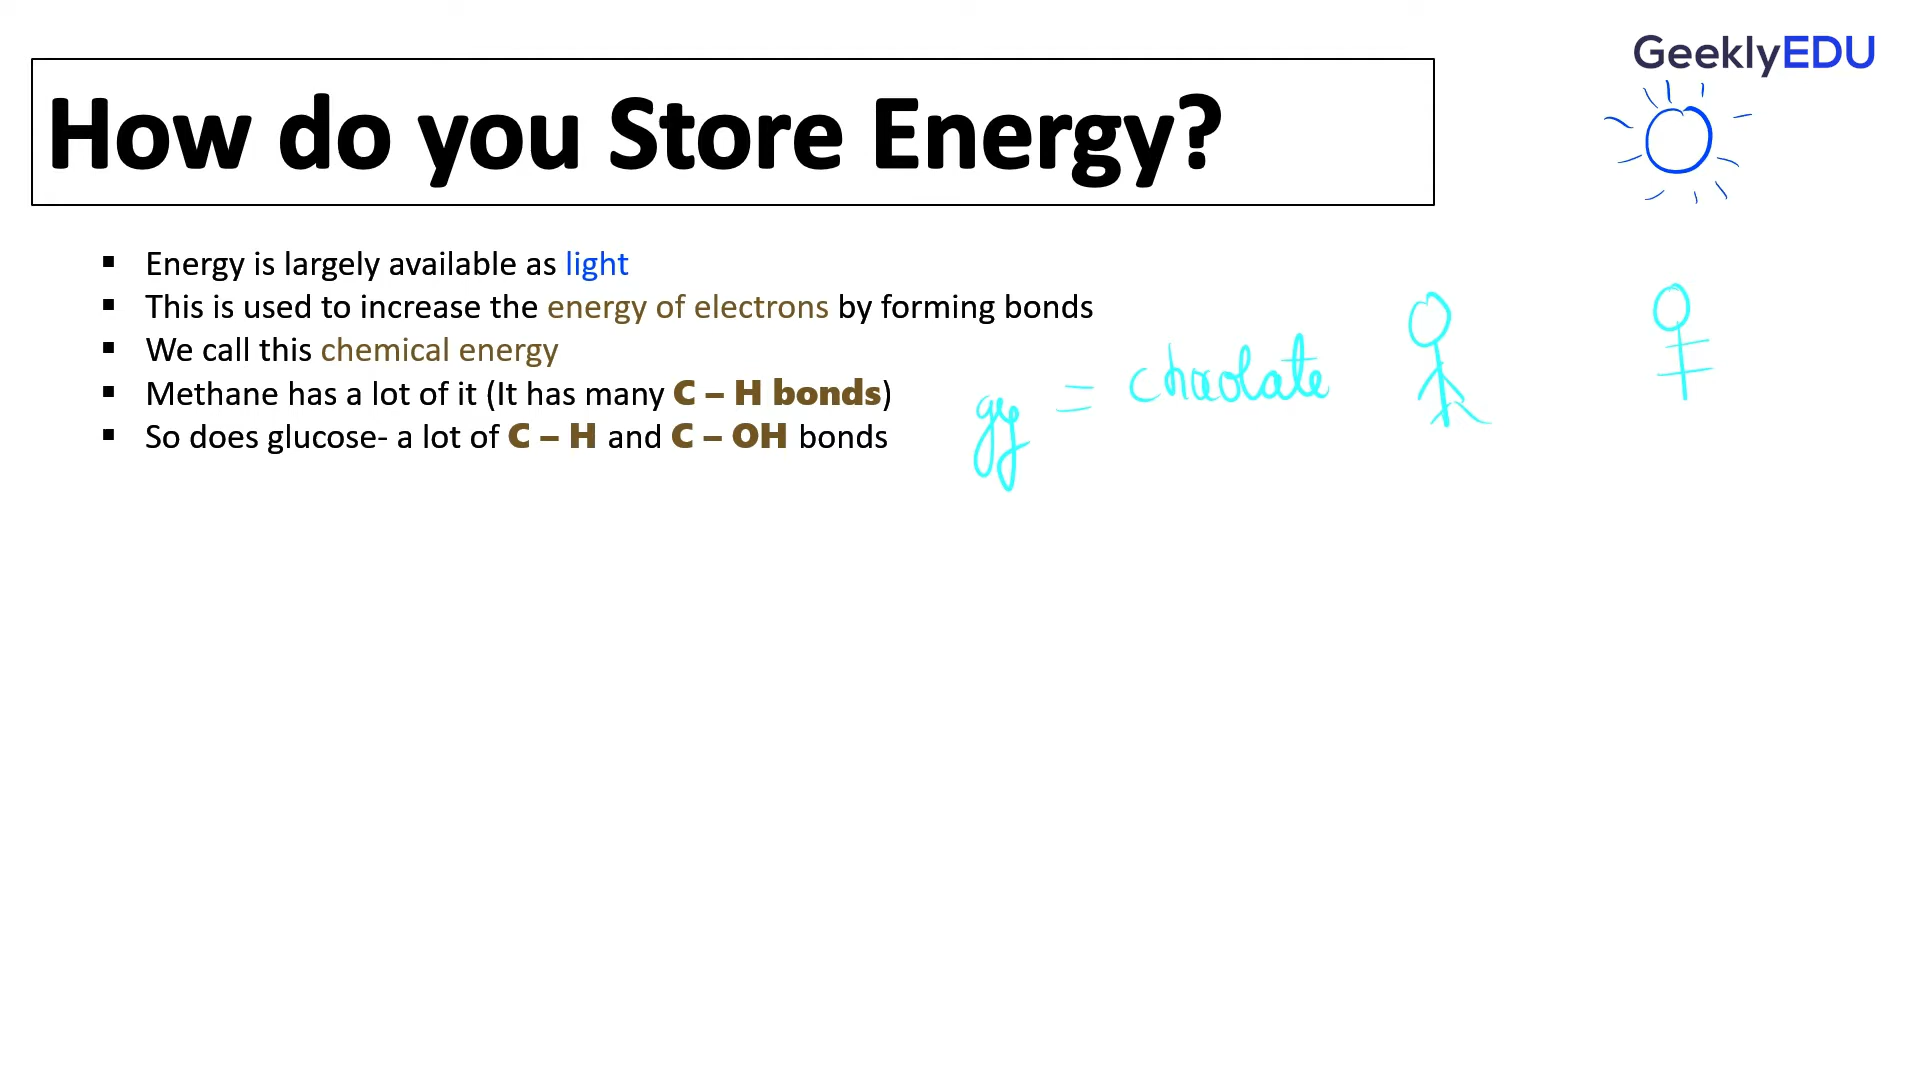 GeeklyEDU
How do you Store Energy?
▪ Energy is largely available as light
▪ This is used to increase the energy of electrons by forming bonds
▪ We call this chemical energy
▪ Methane has a lot of it (It has many C – H bonds)
▪ So does glucose- a lot of C – H and C – OH bonds
=